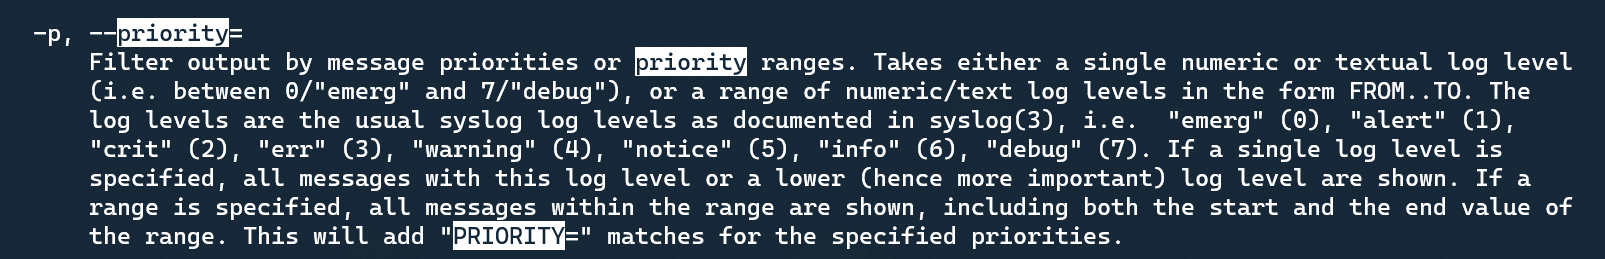 -p, --priority=
Filter output by message priorities or priority ranges. Takes either a single numeric or textual log level
(i.e. between 0/"emerg" and 7/"debug"), or a range of numeric/text log levels in the form FROM..TO. The
log levels are the usual syslog log levels as documented in syslog(3), i.e.  "emerg" (0), "alert" (1),
"crit" (2), "err" (3), "warning" (4), "notice" (5), "info" (6), "debug" (7). If a single log level is
specified, all messages with this log level or a lower (hence more important) log level are shown. If a
range is specified, all messages within the range are shown, including both the start and the end value of
the range. This will add "PRIORITY=" matches for the specified priorities.